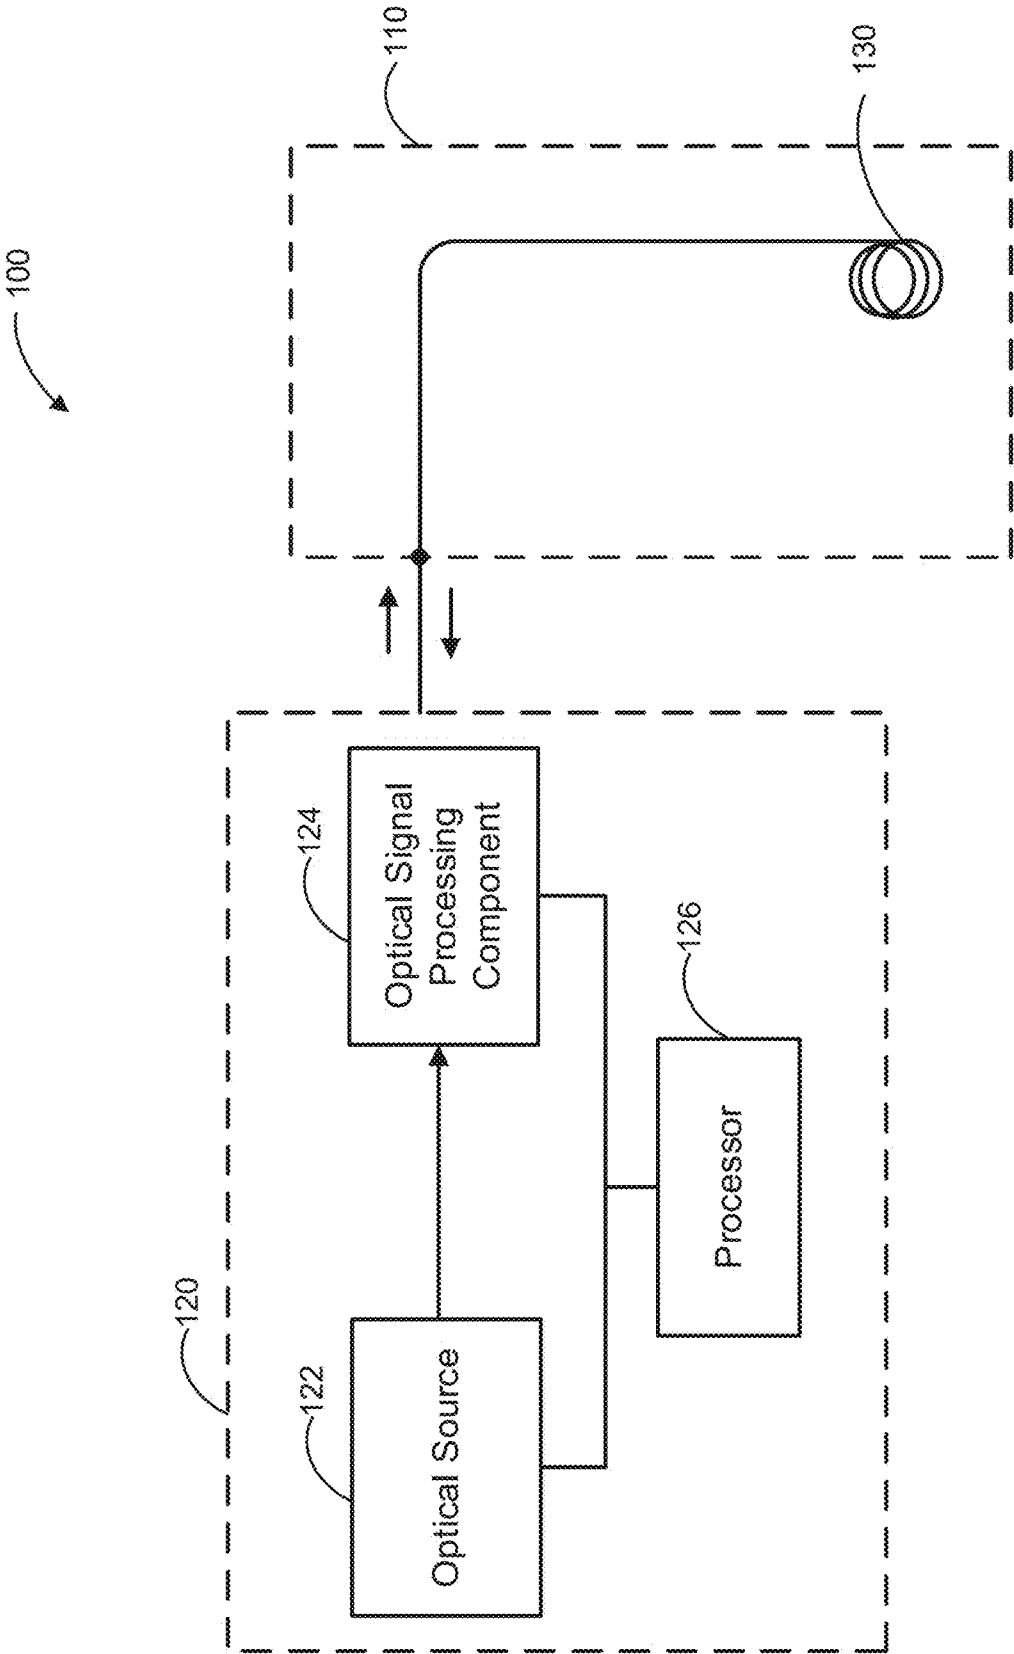 100
110
130
120
122
Optical Source
124
Optical Signal
Processing
Component
126
Processor